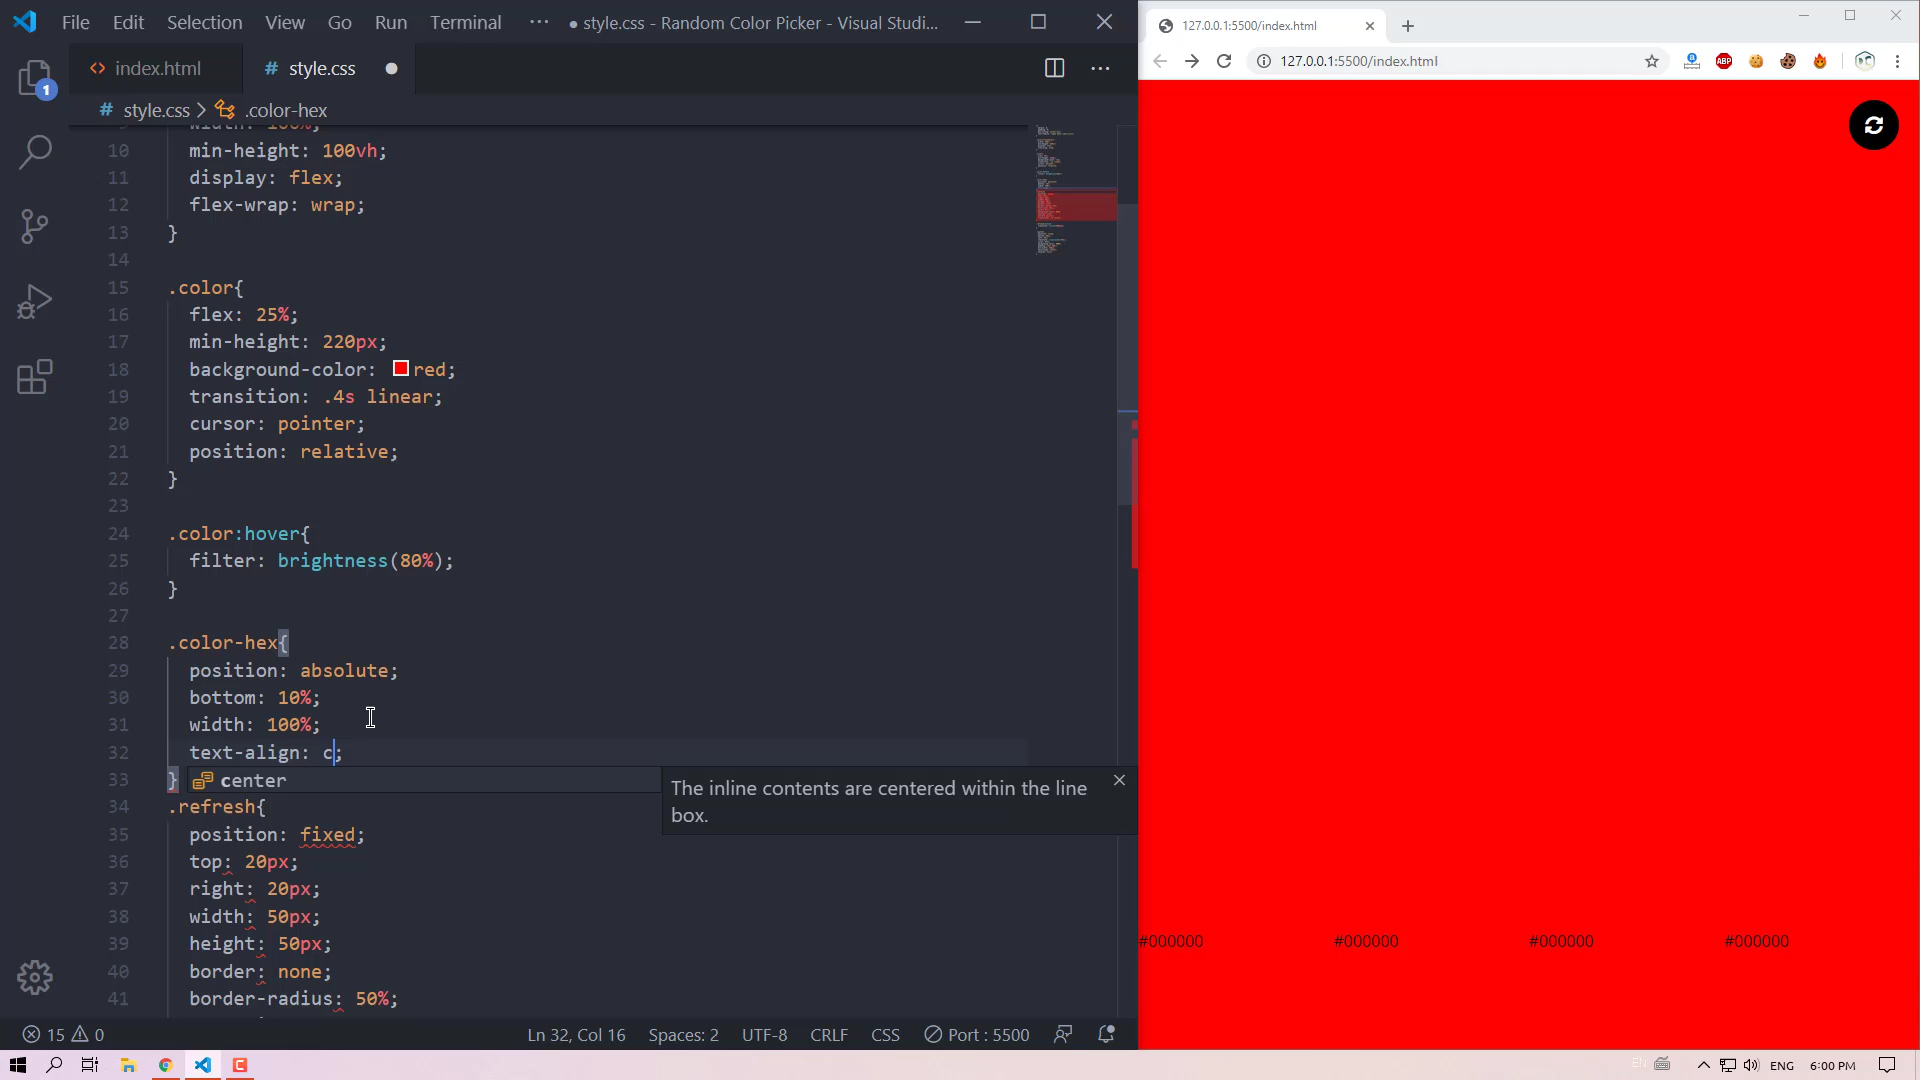 File Edit Selection View Go Run Terminal ··· ● style.css - Random Color Picker - Visual Studi...
<> index.html # style.css ●
# style.css > .color-hex
9 width: 100%;
10 min-height: 100vh;
11 display: flex;
12 flex-wrap: wrap;
13 }
14
15 .color{
16 flex: 25%;
17 min-height: 220px;
18 background-color: red;
19 transition: .4s linear;
20 cursor: pointer;
21 position: relative;
22 }
23
24 .color:hover{
25 filter: brightness(80%);
26 }
27
28 .color-hex{
29 position: absolute;
30 bottom: 10%;
31 width: 100%;
32 text-align: c;
33 } center
The inline contents are centered within the line
box.
34 .refresh{
35 position: fixed;
36 top: 20px;
37 right: 20px;
38 width: 50px;
39 height: 50px;
40 border: none;
41 border-radius: 50%;
1
15 0 Ln 32, Col 16 Spaces: 2 UTF-8 CRLF CSS Port : 5500
127.0.0.1:5500/index.html
127.0.0.1:5500/index.html
ABP
#000000 #000000 #000000 #000000
EN ENG 6:00 PM